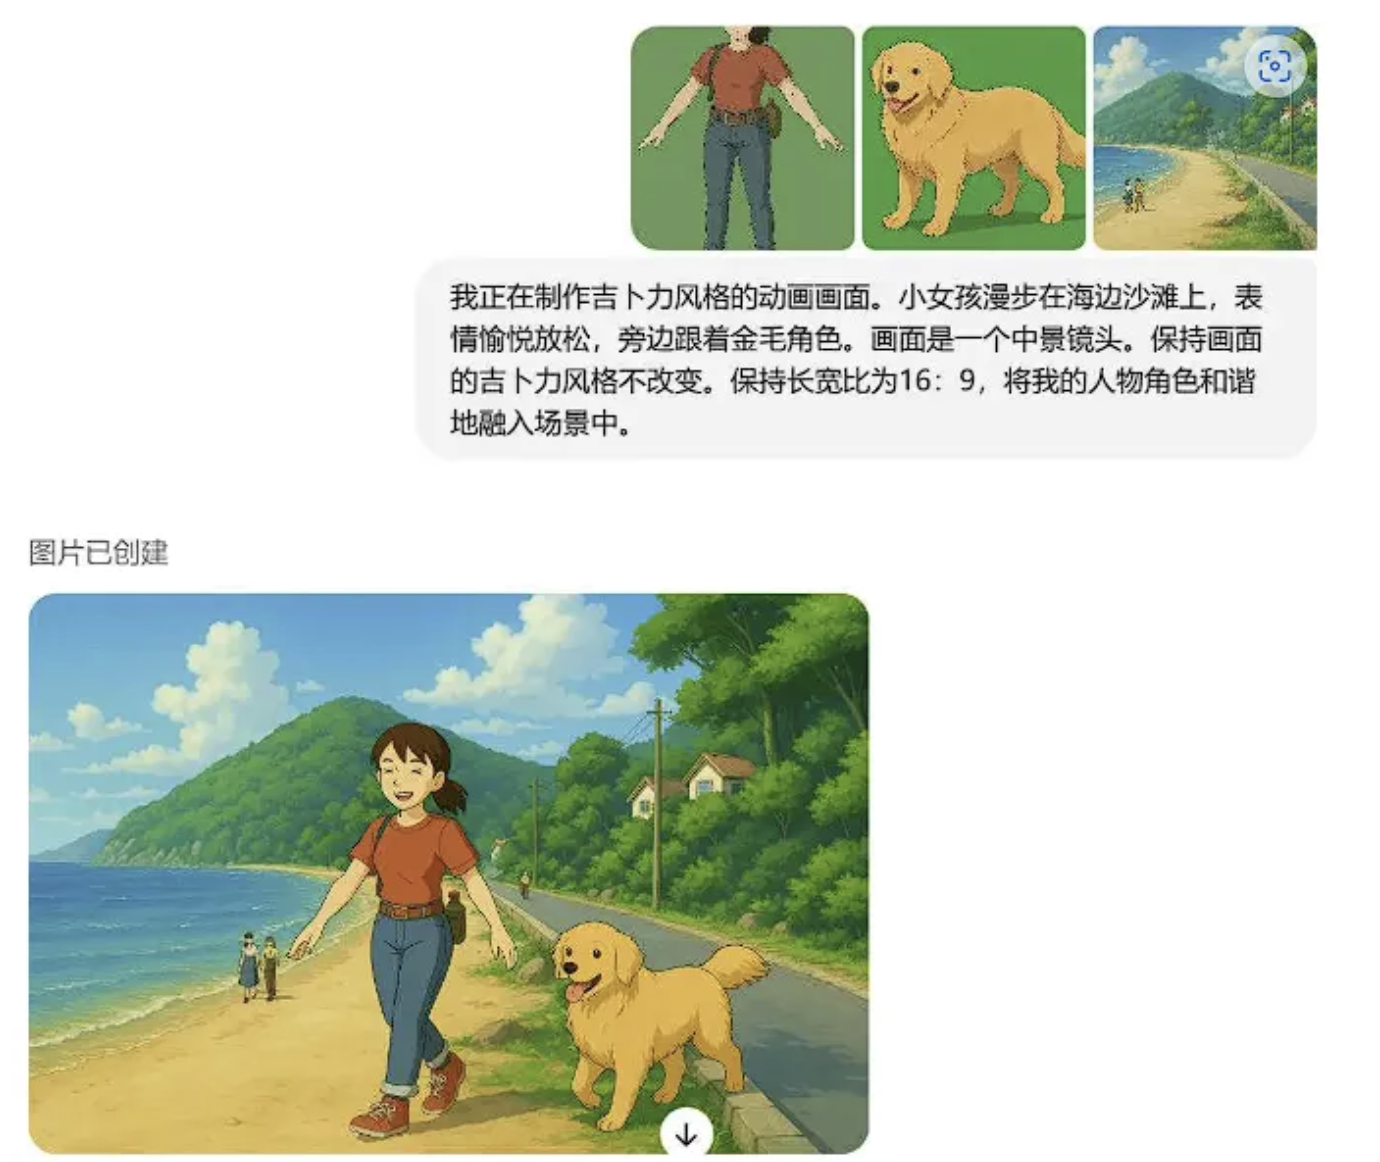 我正在制作吉卜力风格的动画画面。小女孩漫步在海边沙滩上，表
情愉悦放松，旁边跟着金毛角色。画面是一个中景镜头。保持画面
的吉卜力风格不改变。保持长宽比为16：9，将我的人物角色和谐
地融入场景中。
图片已创建